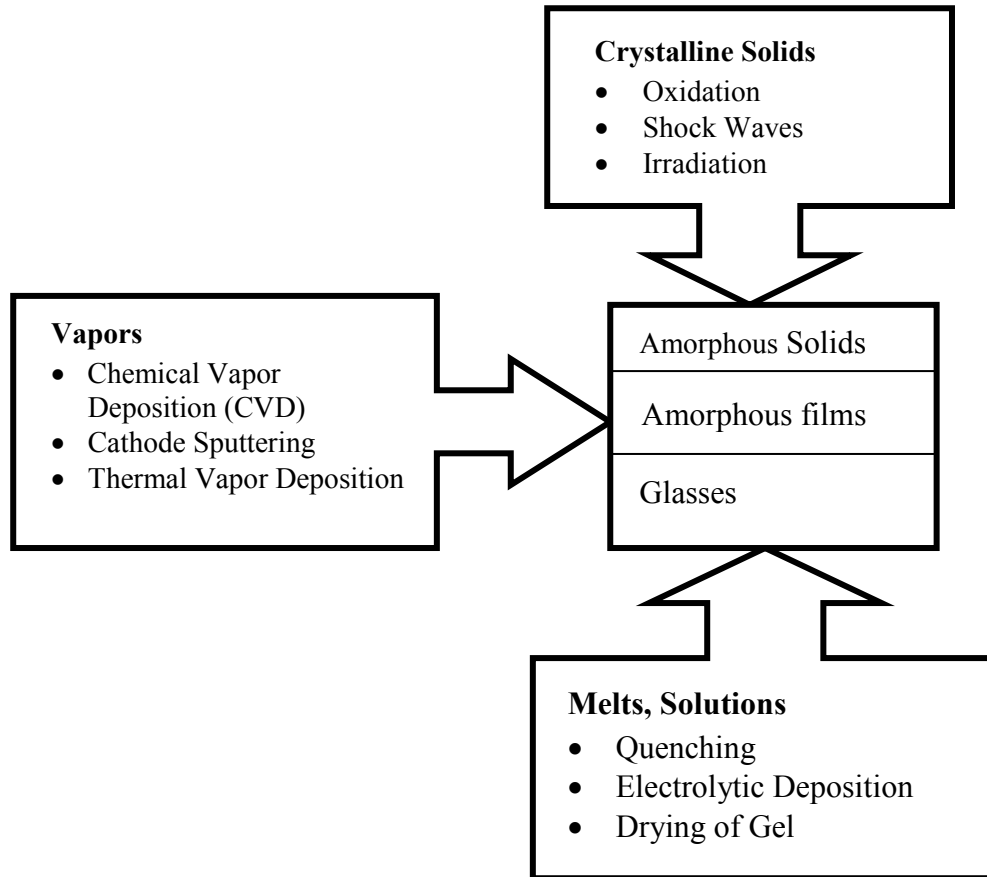 Crystalline Solids
• Oxidation
• Shock Waves
• Irradiation
Vapors
• Chemical Vapor
Deposition (CVD)
• Cathode Sputtering
• Thermal Vapor Deposition
Amorphous Solids
Amorphous films
Glasses
Melts, Solutions
• Quenching
• Electrolytic Deposition
• Drying of Gel